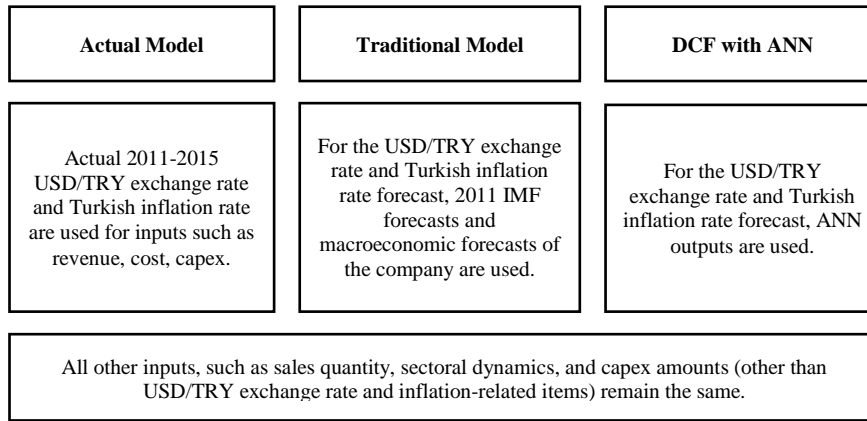 Actual Model
Traditional Model
DCF with ANN
Actual 2011-2015
USD/TRY exchange rate
and Turkish inflation rate
are used for inputs such as
revenue, cost, capex.
For the USD/TRY exchange
rate and Turkish inflation
rate forecast, 2011 IMF
forecasts and
macroeconomic forecasts of
the company are used.
For the USD/TRY
exchange rate and Turkish
inflation rate forecast, ANN
outputs are used.
All other inputs, such as sales quantity, sectoral dynamics, and capex amounts (other than
USD/TRY exchange rate and inflation-related items) remain the same.